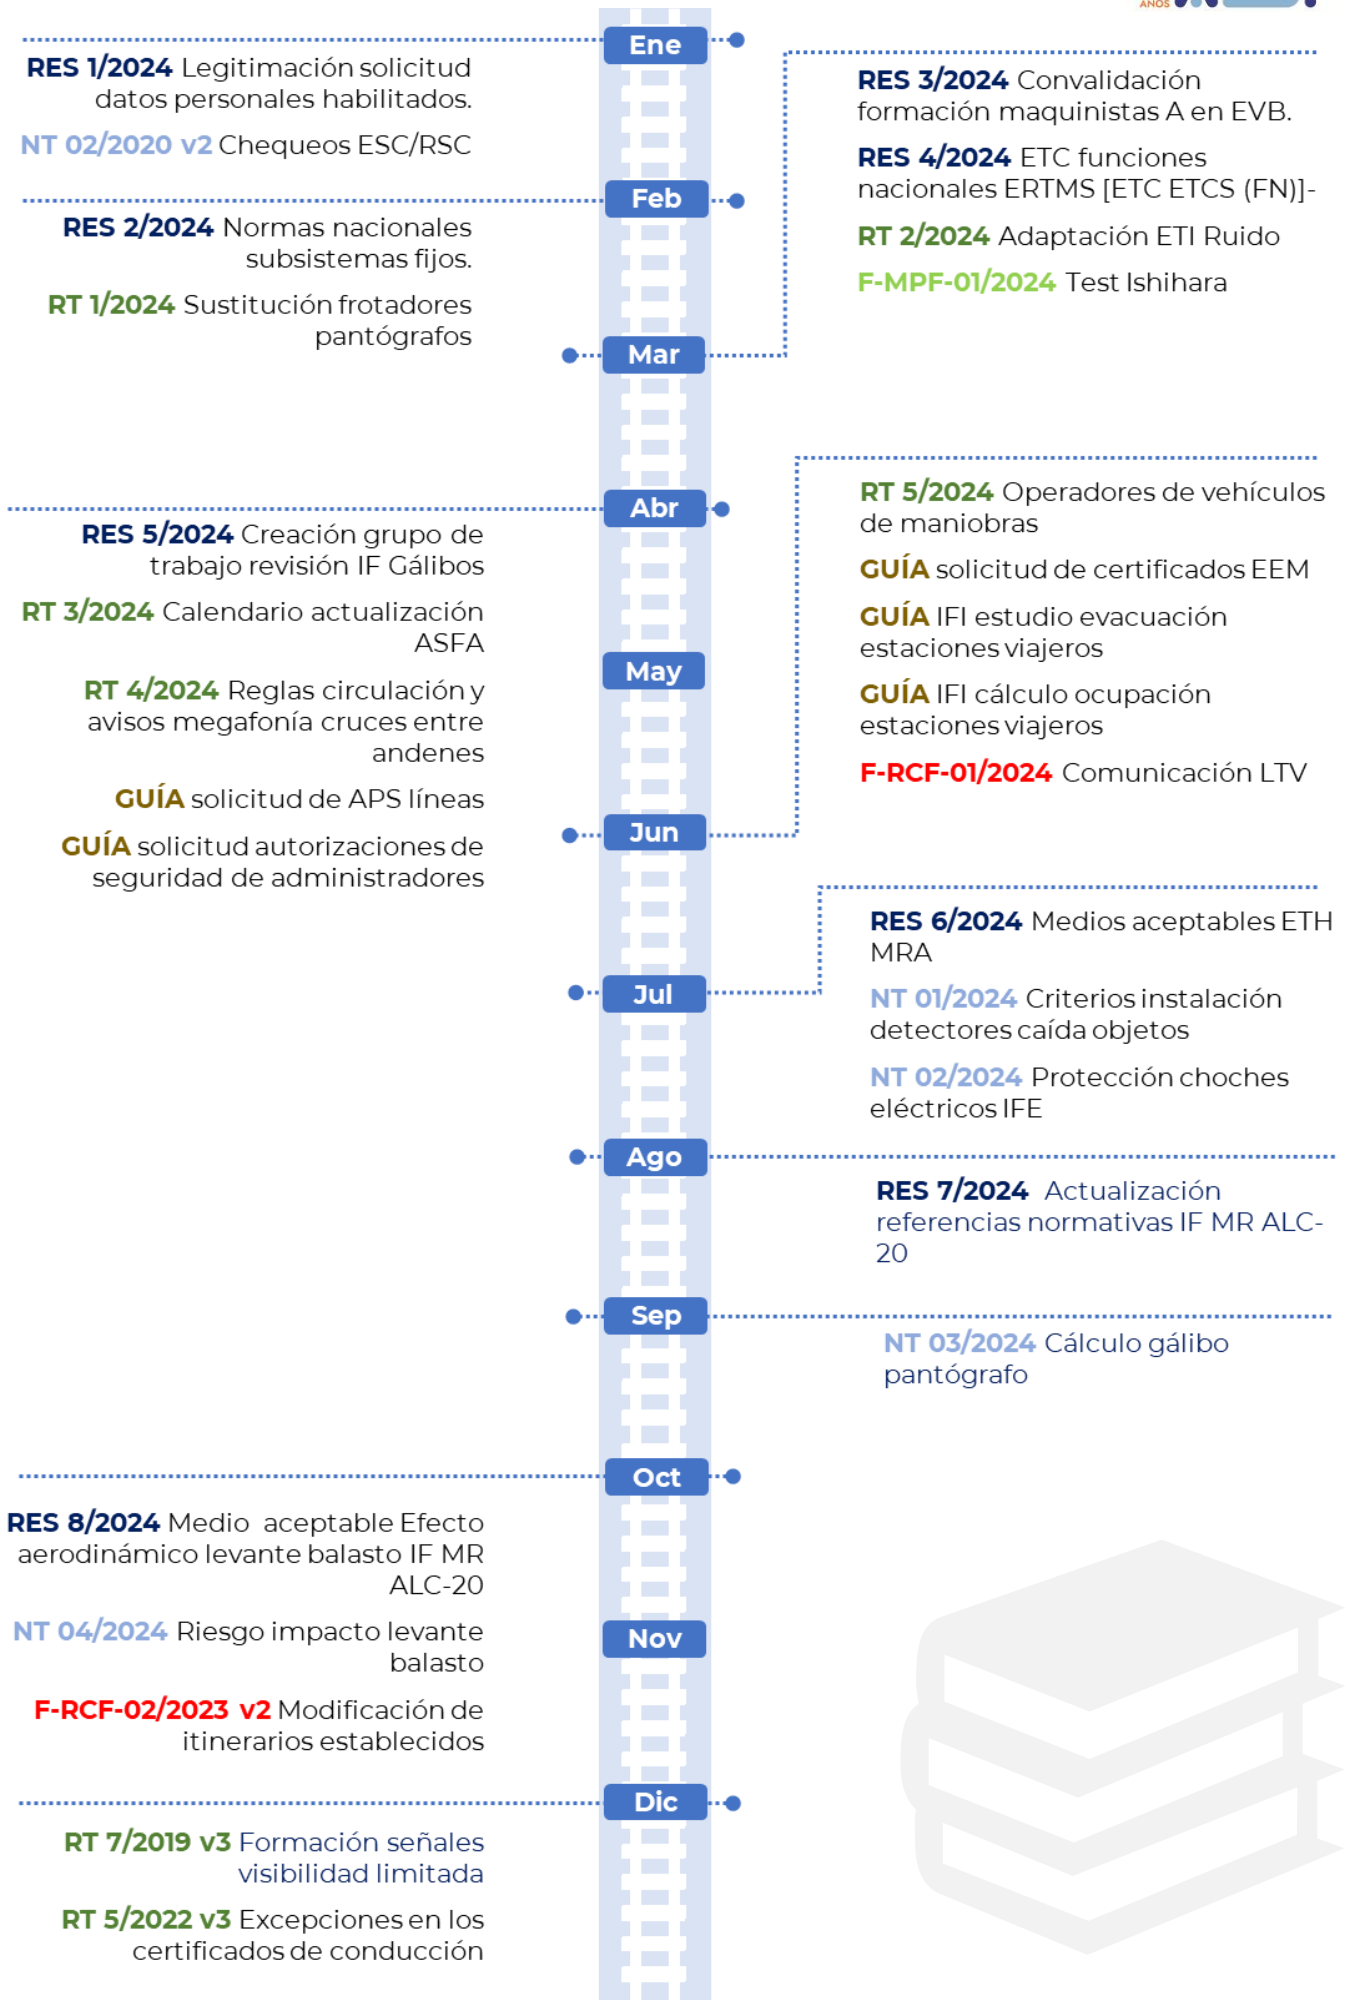 AÑOS
Ene
RES 1/2024 Legitimación solicitud
datos personales habilitados.
NT 02/2020 v2 Chequeos ESC/RSC
Feb
RES 2/2024 Normas nacionales
subsistemas fijos.
RT 1/2024 Sustitución frotadores
pantógrafos
Mar
RES 3/2024 Convalidación
formación maquinistas A en EVB.
RES 4/2024 ETC funciones
nacionales ERTMS [ETC ETCS (FN)]-
RT 2/2024 Adaptación ETI Ruido
F-MPF-01/2024 Test Ishihara
Abr
RES 5/2024 Creación grupo de
trabajo revisión IF Gálibos
RT 3/2024 Calendario actualización
ASFA
RT 4/2024 Reglas circulación y
avisos megafonía cruces entre
andenes
GUÍA solicitud de APS líneas
GUÍA solicitud autorizaciones de
seguridad de administradores
May
Jun
RT 5/2024 Operadores de vehículos
de maniobras
GUÍA solicitud de certificados EEM
GUÍA IFI estudio evacuación
estaciones viajeros
GUÍA IFI cálculo ocupación
estaciones viajeros
F-RCF-01/2024 Comunicación LTV
Jul
RES 6/2024 Medios aceptables ETH
MRA
NT 01/2024 Criterios instalación
detectores caída objetos
NT 02/2024 Protección choches
eléctricos IFE
Ago
RES 7/2024 Actualización
referencias normativas IF MR ALC-
20
Sep
NT 03/2024 Cálculo gálibo
pantógrafo
Oct
RES 8/2024 Medio aceptable Efecto
aerodinámico levante balasto IF MR
ALC-20
NT 04/2024 Riesgo impacto levante
balasto
F-RCF-02/2023 v2 Modificación de
itinerarios establecidos
Nov
Dic
RT 7/2019 v3 Formación señales
visibilidad limitada
RT 5/2022 v3 Excepciones en los
certificados de conducción